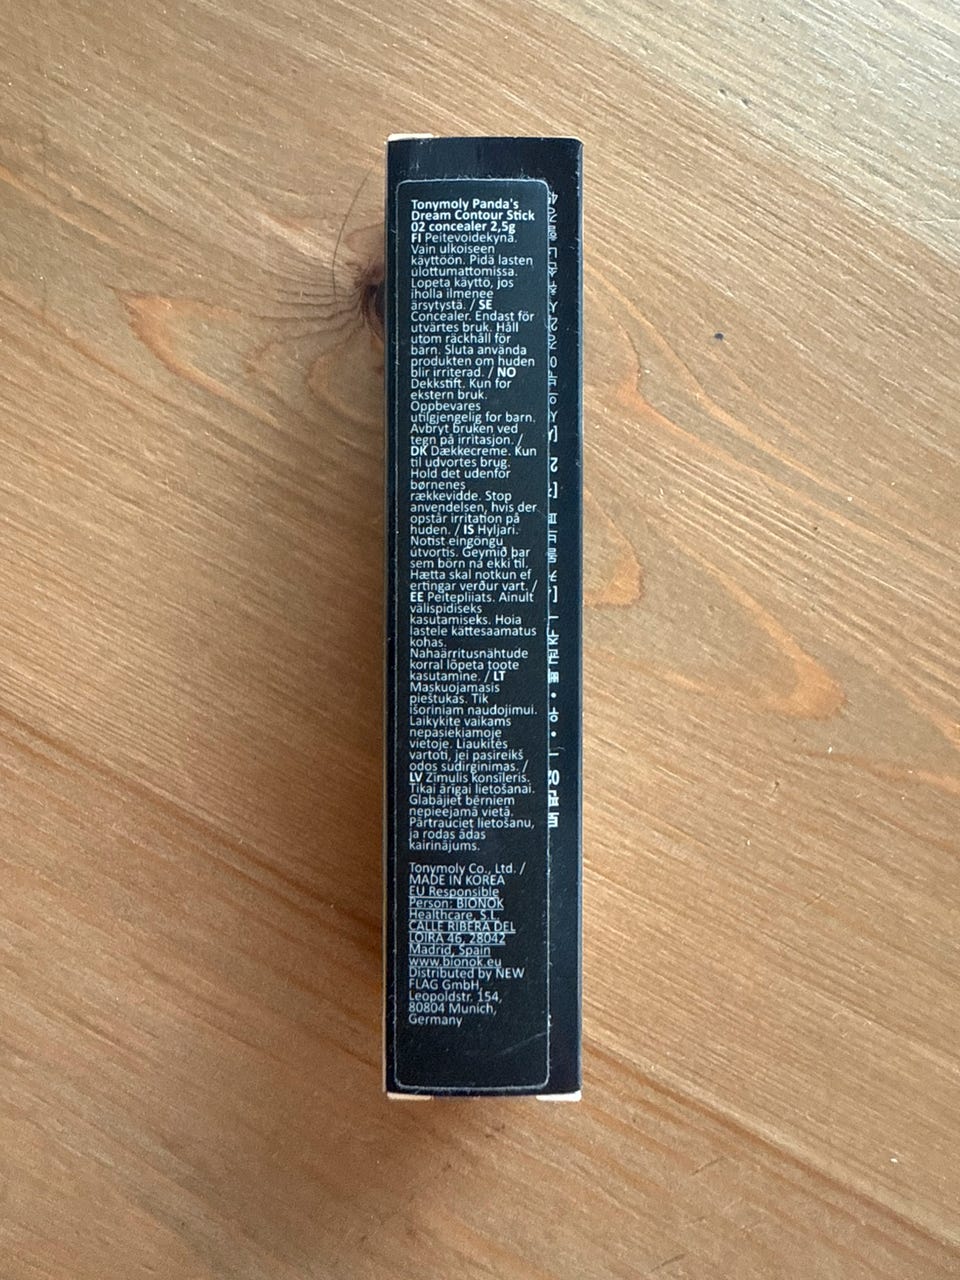 Tonymoly Panda's
Dream Contour Stick
02 concealer 2,5g
FI Peitevoidekynä.
Vain ulkoiseen
käyttöön. Pidä lasten
ulottumattomissa.
Lopeta käyttö, jos
iholla ilmenee
ärsytystä. / SE
Concealer. Endast för
utvärtes bruk. Håll
utom räckhåll för
barn. Sluta använda
produkten om huden
blir irriterad. / NO
Dekkstift. Kun for
ekstern bruk.
Oppbevares
utilgjengelig for barn.
Avbryt bruken ved
tegn på irritasjon. /
DK Dækkecreme. Kun
til udvortes brug.
Hold det udenfor
børnenes
rækkevidde. Stop
anvendelsen, hvis der
opstår irritation på
huden. / IS Hyljari.
Notist eingöngu
útvortis. Geymið þar
sem börn ná ekki til.
Hætta skal notkun ef
ertingar verður vart. /
EE Peitepliiats. Ainult
välispidiseks
kasutamiseks. Hoia
lastele kättesaamatus
kohas.
Nahaärritusnähtude
korral lõpeta toote
kasutamine. / LT
Maskuojamasis
pieštukas. Tik
išoriniam naudojimui.
Laikykite vaikams
nepasiekiamoje
vietoje. Liaukitės
vartoti, jei pasireikš
odos sudirginimas. /
LV Zīmulis konsīleris.
Tikai ārīgai lietošanai.
Glabājiet bērniem
nepieejamā vietā.
Pārtrauciet lietošanu,
ja rodas ādas
kairinājums.
Tonymoly Co., Ltd. /
MADE IN KOREA
EU Responsible
Person: BIONOK
Healthcare, S.L.
CALLE RIBERA DEL
LOIRA 46, 28042
Madrid, Spain
www.bionok.eu
Distributed by NEW
FLAG GmbH,
Leopoldstr. 154,
80804 Munich,
Germany